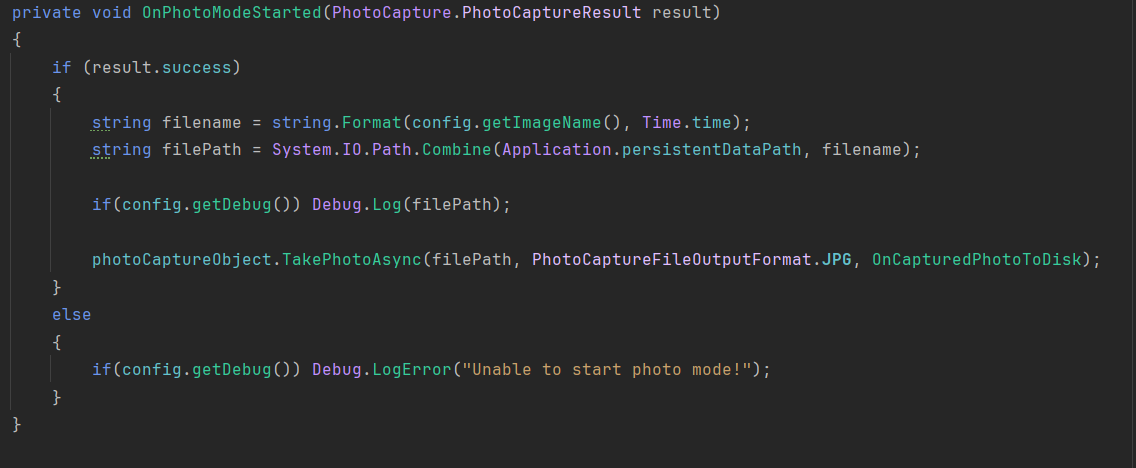 private void OnPhotoModeStarted(PhotoCapture.PhotoCaptureResult result)
{
    if (result.success)
    {
        string filename = string.Format(config.getImageName(), Time.time);
        string filePath = System.IO.Path.Combine(Application.persistentDataPath, filename);

        if(config.getDebug()) Debug.Log(filePath);

        photoCaptureObject.TakePhotoAsync(filePath, PhotoCaptureFileOutputFormat.JPG, OnCapturedPhotoToDisk);
    }
    else
    {
        if(config.getDebug()) Debug.LogError("Unable to start photo mode!");
    }
}